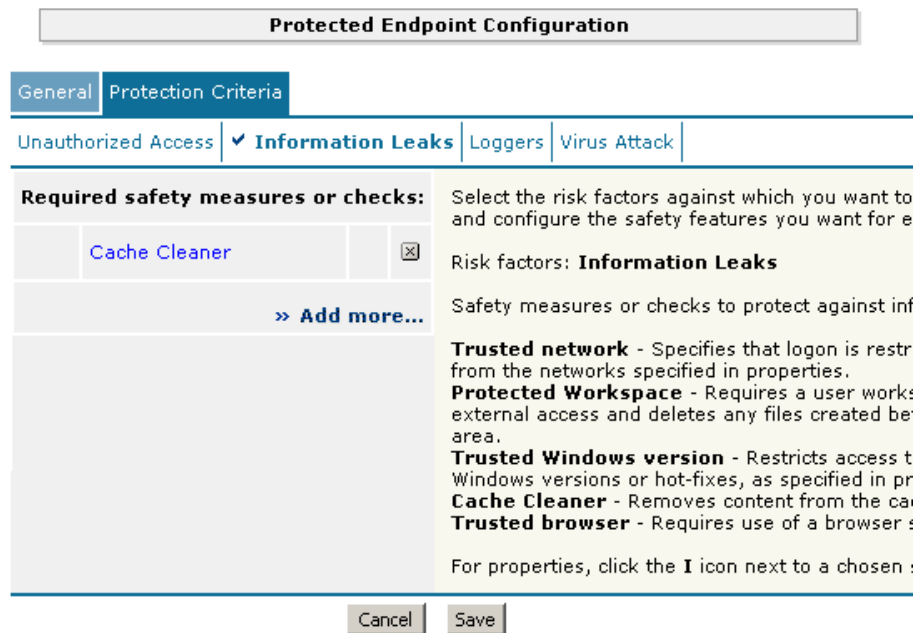 Protected Endpoint Configuration
General Protection Criteria
Unauthorized Access ✔ Information Leaks Loggers Virus Attack
Required safety measures or checks:
Cache Cleaner
» Add more...
Select the risk factors against which you want to
and configure the safety features you want for e
Risk factors: Information Leaks
Safety measures or checks to protect against inf
Trusted network - Specifies that logon is restr
from the networks specified in properties.
Protected Workspace - Requires a user works
external access and deletes any files created be
area.
Trusted Windows version - Restricts access t
Windows versions or hot-fixes, as specified in pr
Cache Cleaner - Removes content from the ca
Trusted browser - Requires use of a browser s
For properties, click the I icon next to a chosen s
Cancel Save